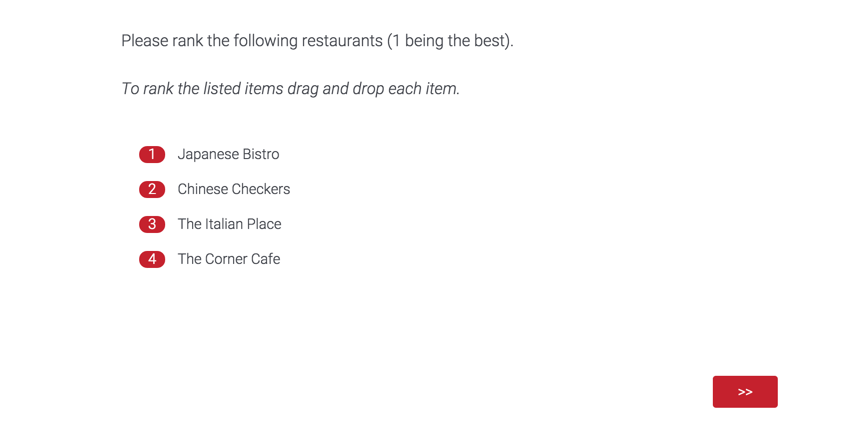 Please rank the following restaurants (1 being the best).
To rank the listed items drag and drop each item.
1 Japanese Bistro
2 Chinese Checkers
3 The Italian Place
4 The Corner Cafe
>>